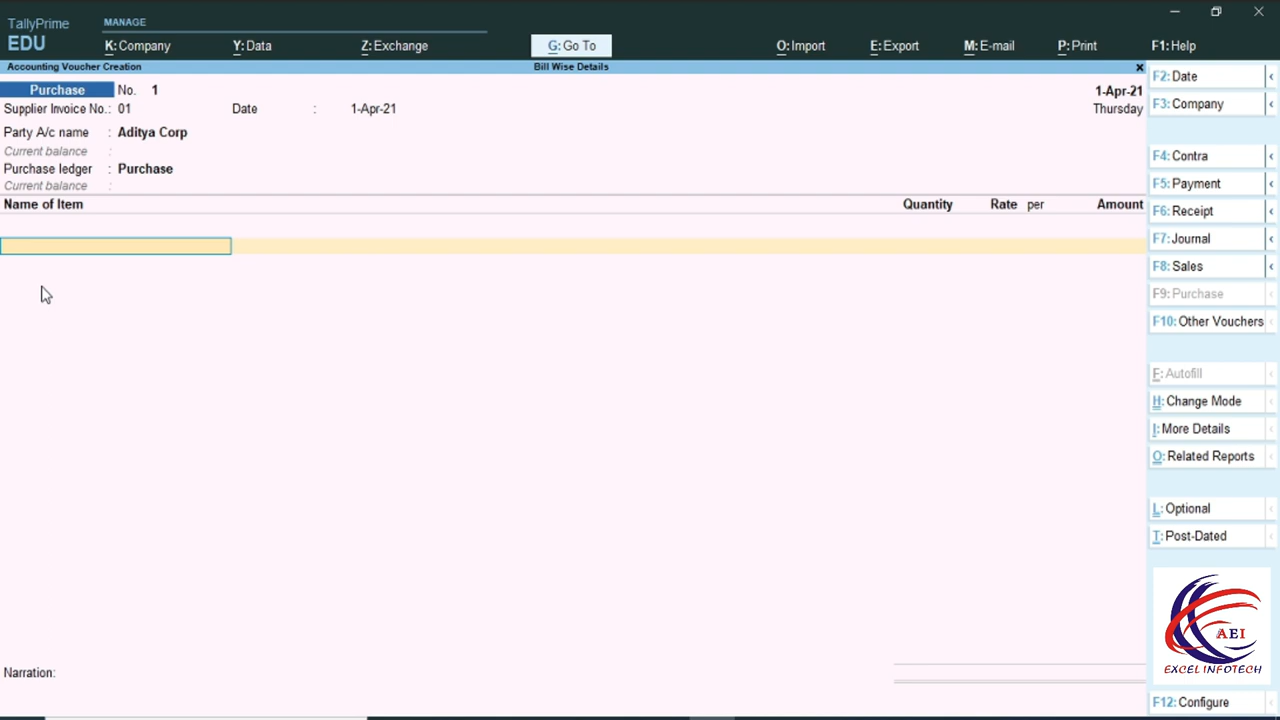 TallyPrime
EDU
MANAGE
K: Company
Y: Data
Z: Exchange
G: Go To
O: Import
E: Export
M: E-mail
P: Print
F1: Help
Accounting Voucher Creation
Bill Wise Details
x
Purchase No. 1
1-Apr-21
Supplier Invoice No.: 01 Date : 1-Apr-21
Thursday
Party A/c name : Aditya Corp
Current balance :
Purchase ledger : Purchase
Current balance :
Name of Item Quantity Rate per Amount
Narration:
F2: Date
F3: Company
F4: Contra
F5: Payment
F6: Receipt
F7: Journal
F8: Sales
F9: Purchase
F10: Other Vouchers
F: Autofill
H: Change Mode
I: More Details
O: Related Reports
L: Optional
T: Post-Dated
AEI
EXCEL INFOTECH
F12: Configure